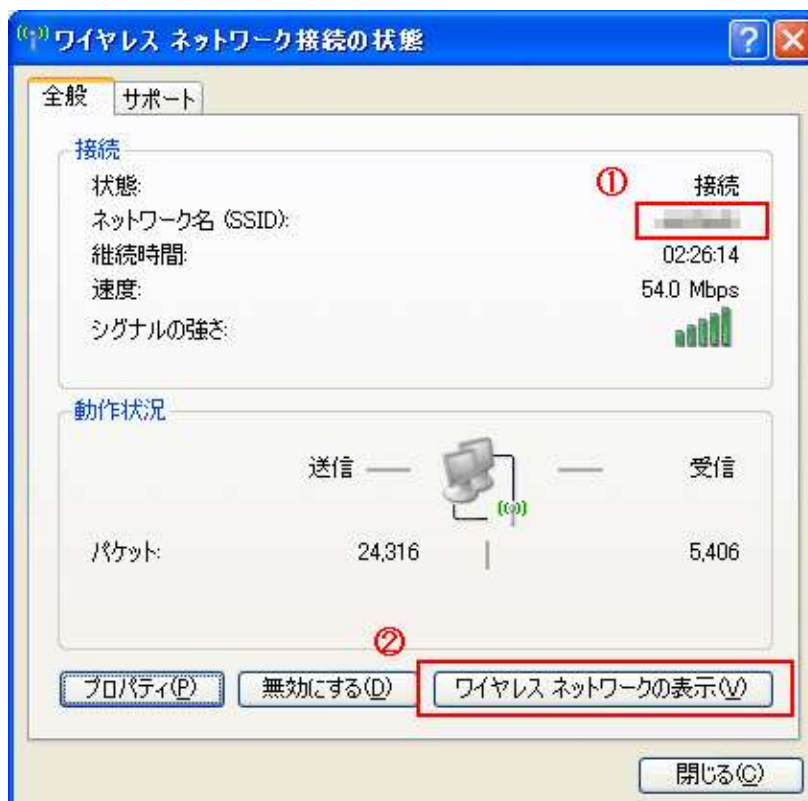 ワイヤレス ネットワーク接続の状態
全般 サポート
接続
状態: ① 接続
ネットワーク名 (SSID):
継続時間: 02:26:14
速度: 54.0 Mbps
シグナルの強さ:
動作状況
送信 受信
パケット: 24,316 5,406
②
プロパティ(P) 無効にする(D) ワイヤレス ネットワークの表示(V)
閉じる(C)